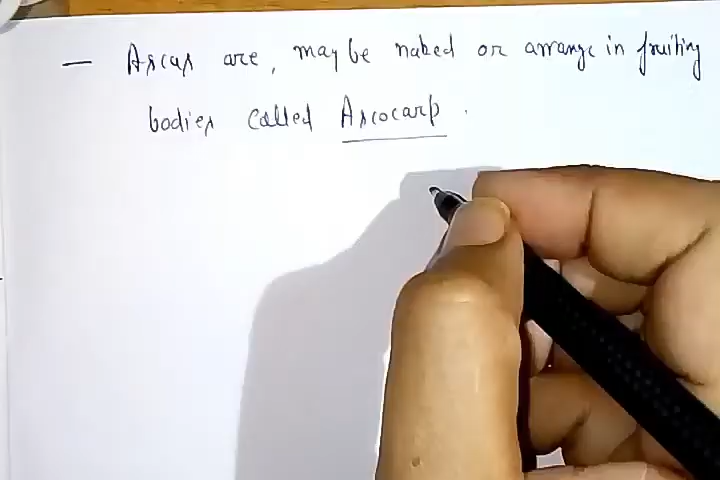 — Ascus are, may be naked or arrange in fruiting
bodies called Ascocarp.